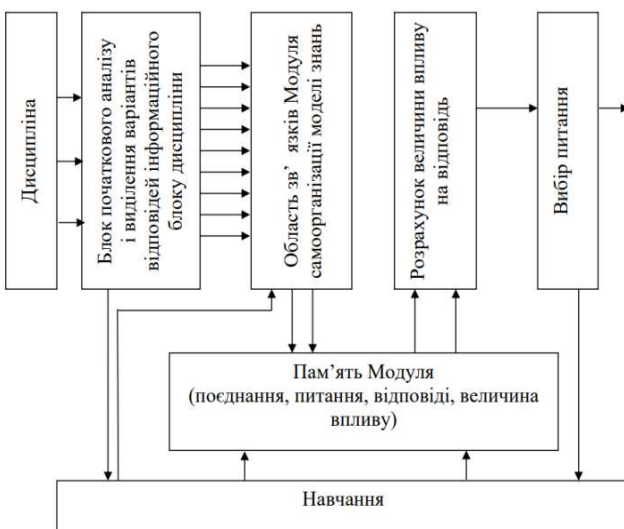 Дисципліна
Блок початкового аналізу
і виділення варіантів
відповідей інформаційного
блоку дисципліни
Область зв’ язків Модуля
самоорганізації моделі знань
Розрахунок величини впливу
на відповідь
Вибір питання
Пам’ять Модуля
(поєднання, питання, відповіді, величина
впливу)
Навчання